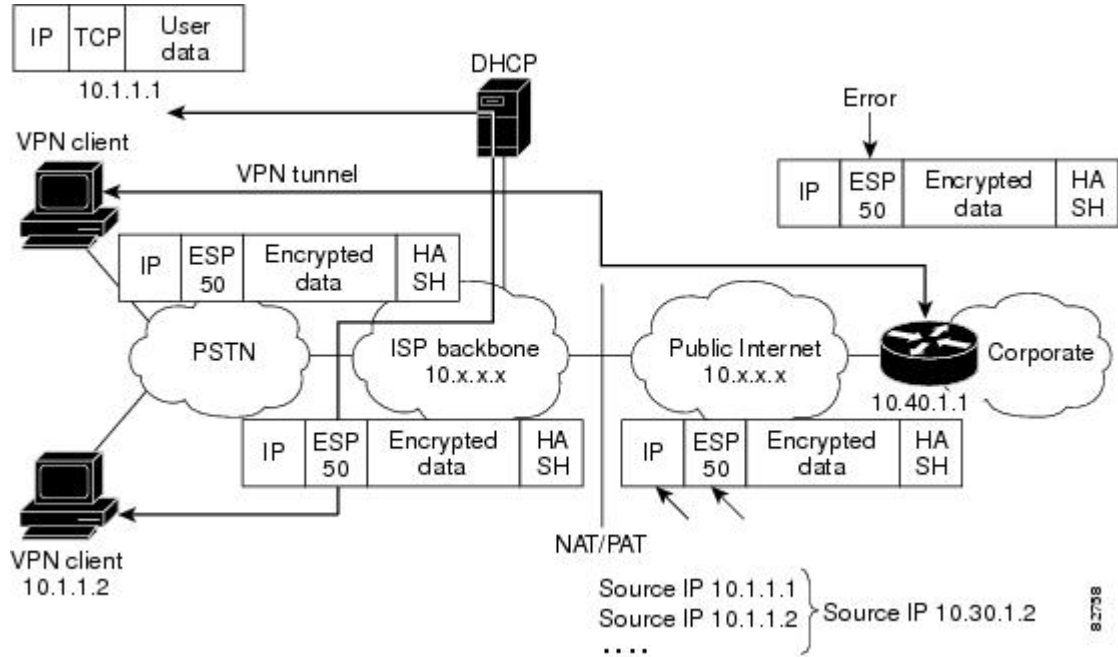 IP TCP User data
10.1.1.1
DHCP
Error
VPN client
VPN tunnel
IP ESP 50 Encrypted data HA SH
IP ESP 50 Encrypted data HA SH
PSTN
ISP backbone
10.x.x.x
Public Internet
10.x.x.x
Corporate
10.40.1.1
IP ESP 50 Encrypted data HA SH
IP ESP 50 Encrypted data HA SH
VPN client
10.1.1.2
NAT/PAT
Source IP 10.1.1.1
Source IP 10.1.1.2
....
Source IP 10.30.1.2
82758